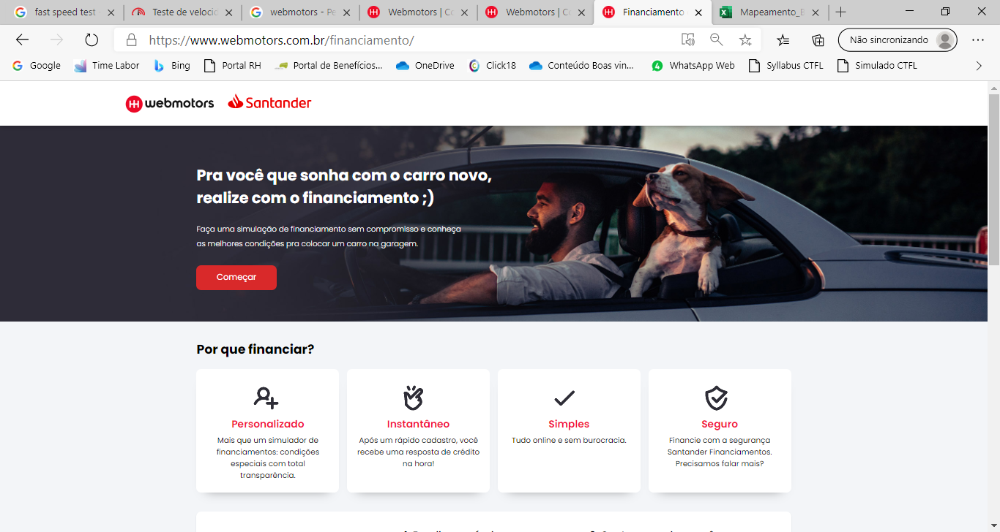 fast speed test
Teste de veloci
webmotors - Pe
Webmotors | Co
Webmotors | Co
Financiamento
Mapeamento_E
https://www.webmotors.com.br/financiamento/
Não sincronizando
Google
Time Labor
Bing
Portal RH
Portal de Benefícios...
OneDrive
Click18
Conteúdo Boas vin...
WhatsApp Web
Syllabus CTFL
Simulado CTFL
webmotors Santander
Pra você que sonha com o carro novo,
realize com o financiamento ;)
Faça uma simulação de financiamento sem compromisso e conheça
as melhores condições pra colocar um carro na garagem.
Começar
Por que financiar?
Personalizado
Mais que um simulador de
financiamentos: condições
especiais com total
transparência.
Instantâneo
Após um rápido cadastro, você
recebe uma resposta de crédito
na hora!
Simples
Tudo online e sem burocracia.
Seguro
Financie com a segurança
Santander Financiamentos.
Precisamos falar mais?